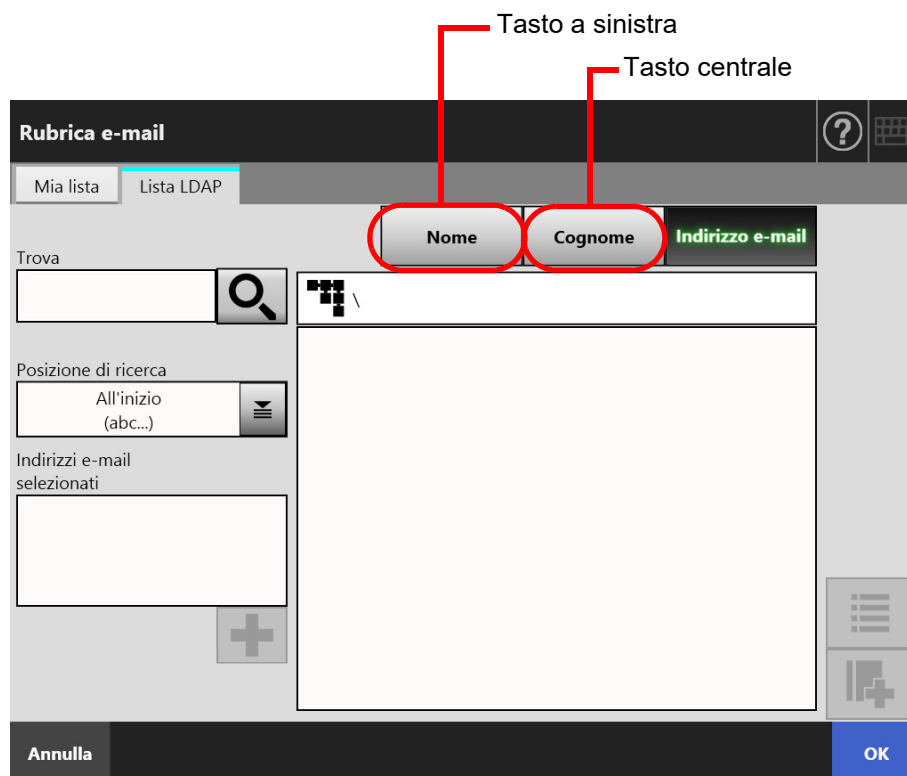 Tasto a sinistra
Tasto centrale
Rubrica e-mail
?
Mia lista
Lista LDAP
Nome
Cognome
Indirizzo e-mail
Trova
\
Posizione di ricerca
All'inizio
(abc...)
Indirizzi e-mail
selezionati
Annulla
OK